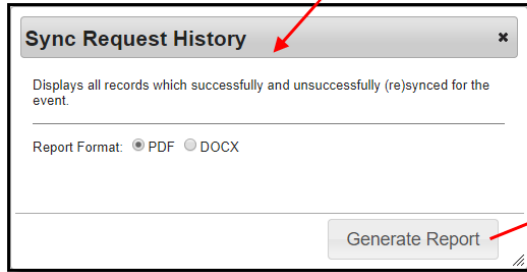 Sync Request History
Displays all records which successfully and unsuccessfully (re)synced for the
event.
Report Format: PDF DOCX
Generate Report